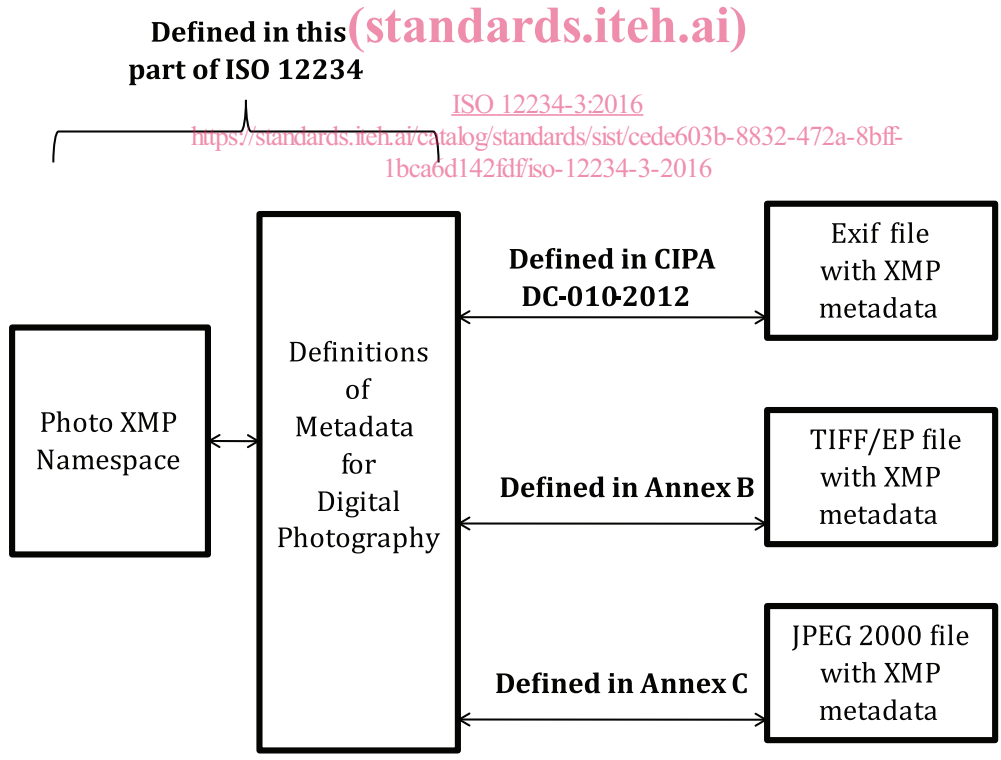 Defined in this
part of ISO 12234
(standards.iteh.ai)
ISO 12234-3:2016
https://standards.iteh.ai/catalog/standards/sist/cede603b-8832-472a-8bff-
1bca6d142fdf/iso-12234-3-2016
Photo XMP
Namespace
Definitions
of
Metadata
for
Digital
Photography
Defined in CIPA
DC-010-2012
Exif file
with XMP
metadata
Defined in Annex B
TIFF/EP file
with XMP
metadata
Defined in Annex C
JPEG 2000 file
with XMP
metadata